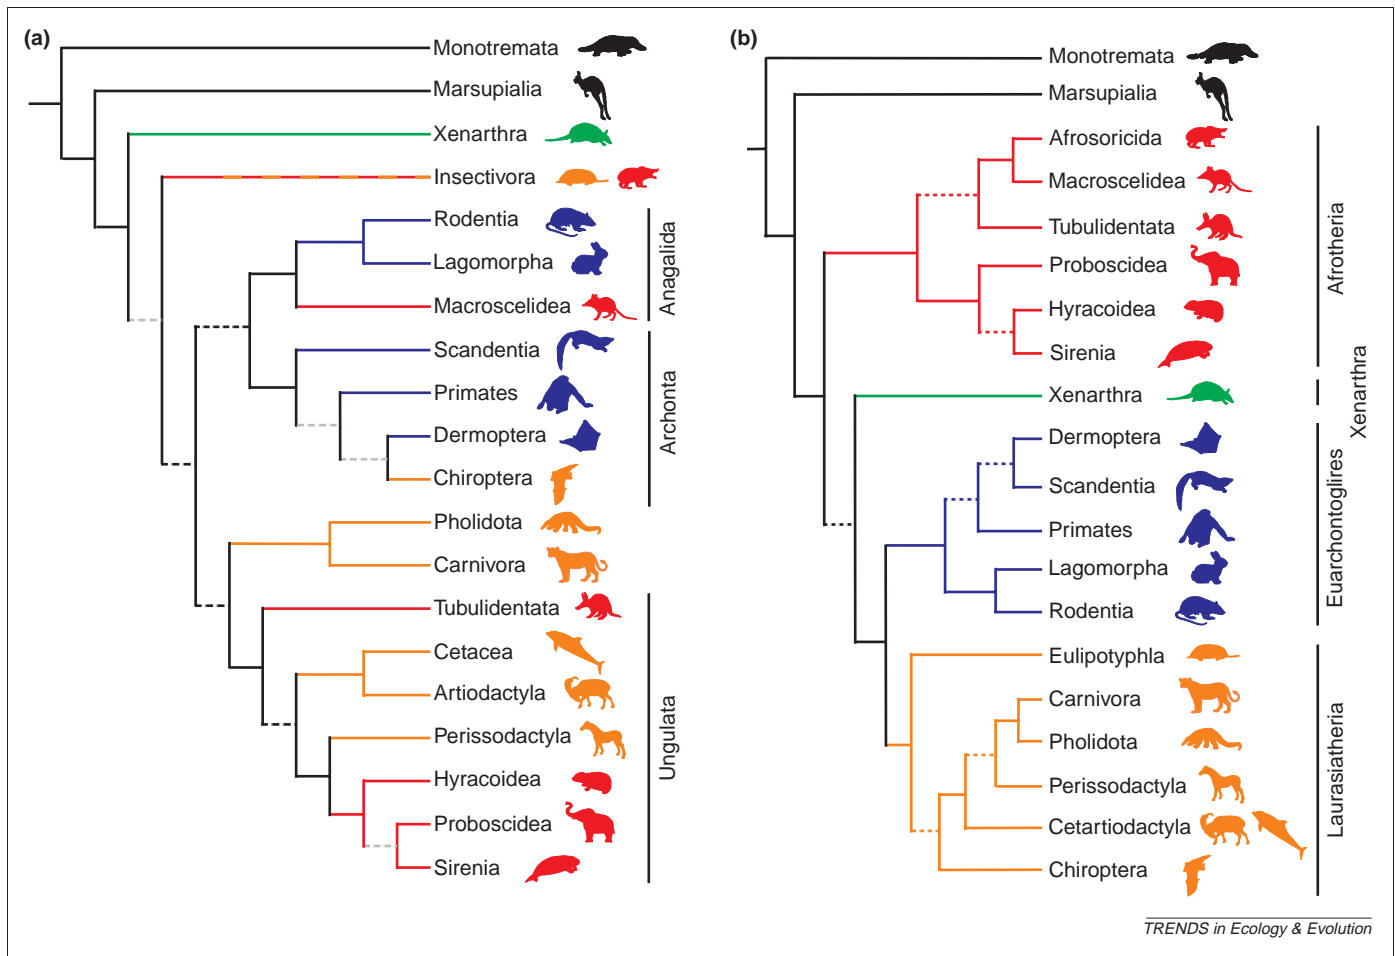 (a)
Monotremata
Marsupialia
Xenarthra
Insectivora
Rodentia
Lagomorpha
Macroscelidea
Anagalida
Scandentia
Primates
Dermoptera
Chiroptera
Archonta
Pholidota
Carnivora
Tubulidentata
Cetacea
Artiodactyla
Perissodactyla
Hyracoidea
Proboscidea
Sirenia
Ungulata
(b)
Monotremata
Marsupialia
Afrosoricida
Macroscelidea
Tubulidentata
Proboscidea
Hyracoidea
Sirenia
Afrotheria
Xenarthra
Xenarthra
Dermoptera
Scandentia
Primates
Lagomorpha
Rodentia
Euarchontoglires
Eulipotyphla
Carnivora
Pholidota
Perissodactyla
Cetartiodactyla
Chiroptera
Laurasiatheria
TRENDS in Ecology & Evolution